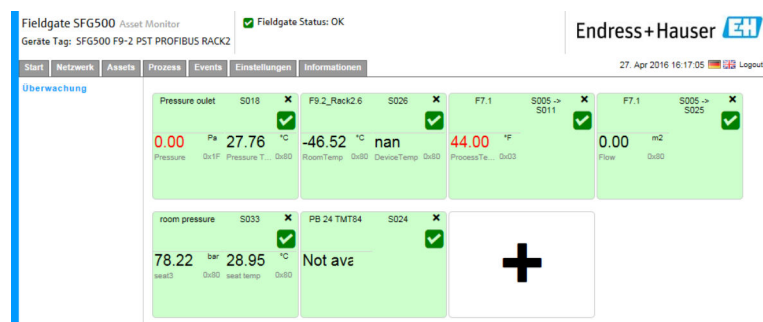 Fieldgate SFG500 Asset Monitor
Fieldgate Status: OK
Geräte Tag: SFG500 F9-2 PST PROFIBUS RACK2
Endress+Hauser EH
Start Netzwerk Assets Prozess Events Einstellungen Informationen
27. Apr 2016 16:17:05 Logout
Überwachung
Pressure oulet S018
0.00 Pa 27.76 °C
Pressure 0x1F Pressure T... 0x80
F9.2_Rack2.6 S026
-46.52 °C nan
RoomTemp 0x80 DeviceTemp 0x80
F7.1 S005 ->
S011
44.00 °F
ProcessTe... 0x03
F7.1 S005 ->
S025
0.00 m2
Flow 0x80
room pressure S033
78.22 bar 28.95 °C
seat3 0x80 seat temp 0x80
PB 24 TMT84 S024
Not ava